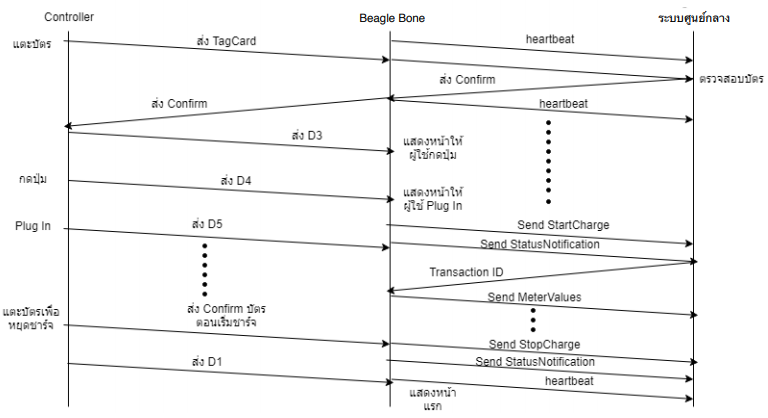 Controller
Beagle Bone
ระบบศูนย์กลาง
แตะบัตร
ส่ง TagCard
heartbeat
ส่ง Confirm
ตรวจสอบบัตร
ส่ง Confirm
heartbeat
ส่ง D3
แสดงหน้าให้
ผู้ใช้กดปุ่ม
กดปุ่ม
ส่ง D4
แสดงหน้าให้
ผู้ใช้ Plug In
Plug In
ส่ง D5
Send StartCharge
Send StatusNotification
Transaction ID
Send MeterValues
แตะบัตรเพื่อ
หยุดชาร์จ
ส่ง Confirm บัตร
ตอนเริ่มชาร์จ
Send StopCharge
ส่ง D1
Send StatusNotification
heartbeat
แสดงหน้า
แรก